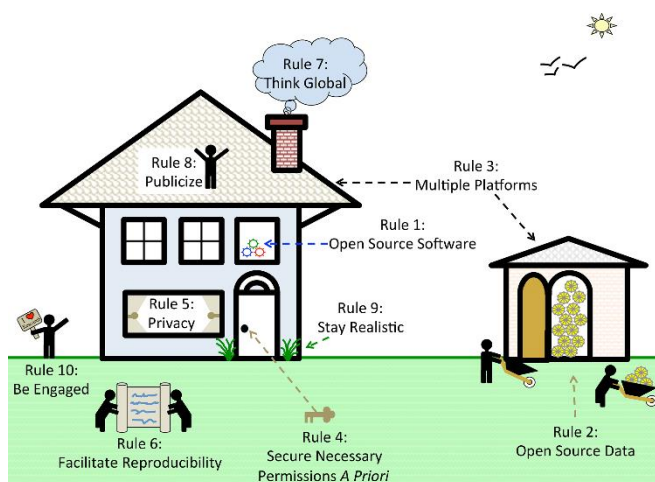 Rule 7:
Think Global
Rule 8:
Publicize
Rule 3:
Multiple Platforms
Rule 1:
Open Source Software
Rule 5:
Privacy
Rule 9:
Stay Realistic
Rule 10:
Be Engaged
Rule 6:
Facilitate Reproducibility
Rule 4:
Secure Necessary
Permissions A Priori
Rule 2:
Open Source Data